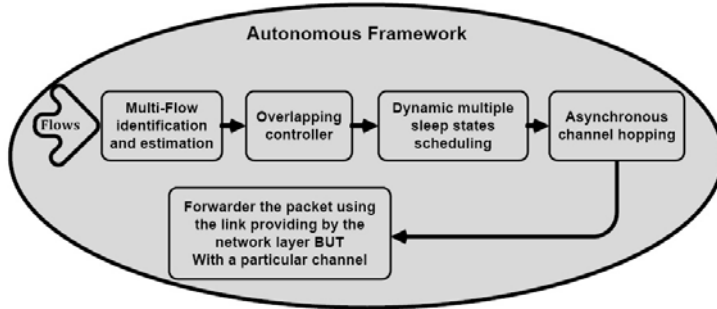 Autonomous Framework
Flows
Multi-Flow
identification
and estimation
Overlapping
controller
Dynamic multiple
sleep states
scheduling
Asynchronous
channel hopping
Forwarder the packet using
the link providing by the
network layer BUT
With a particular channel